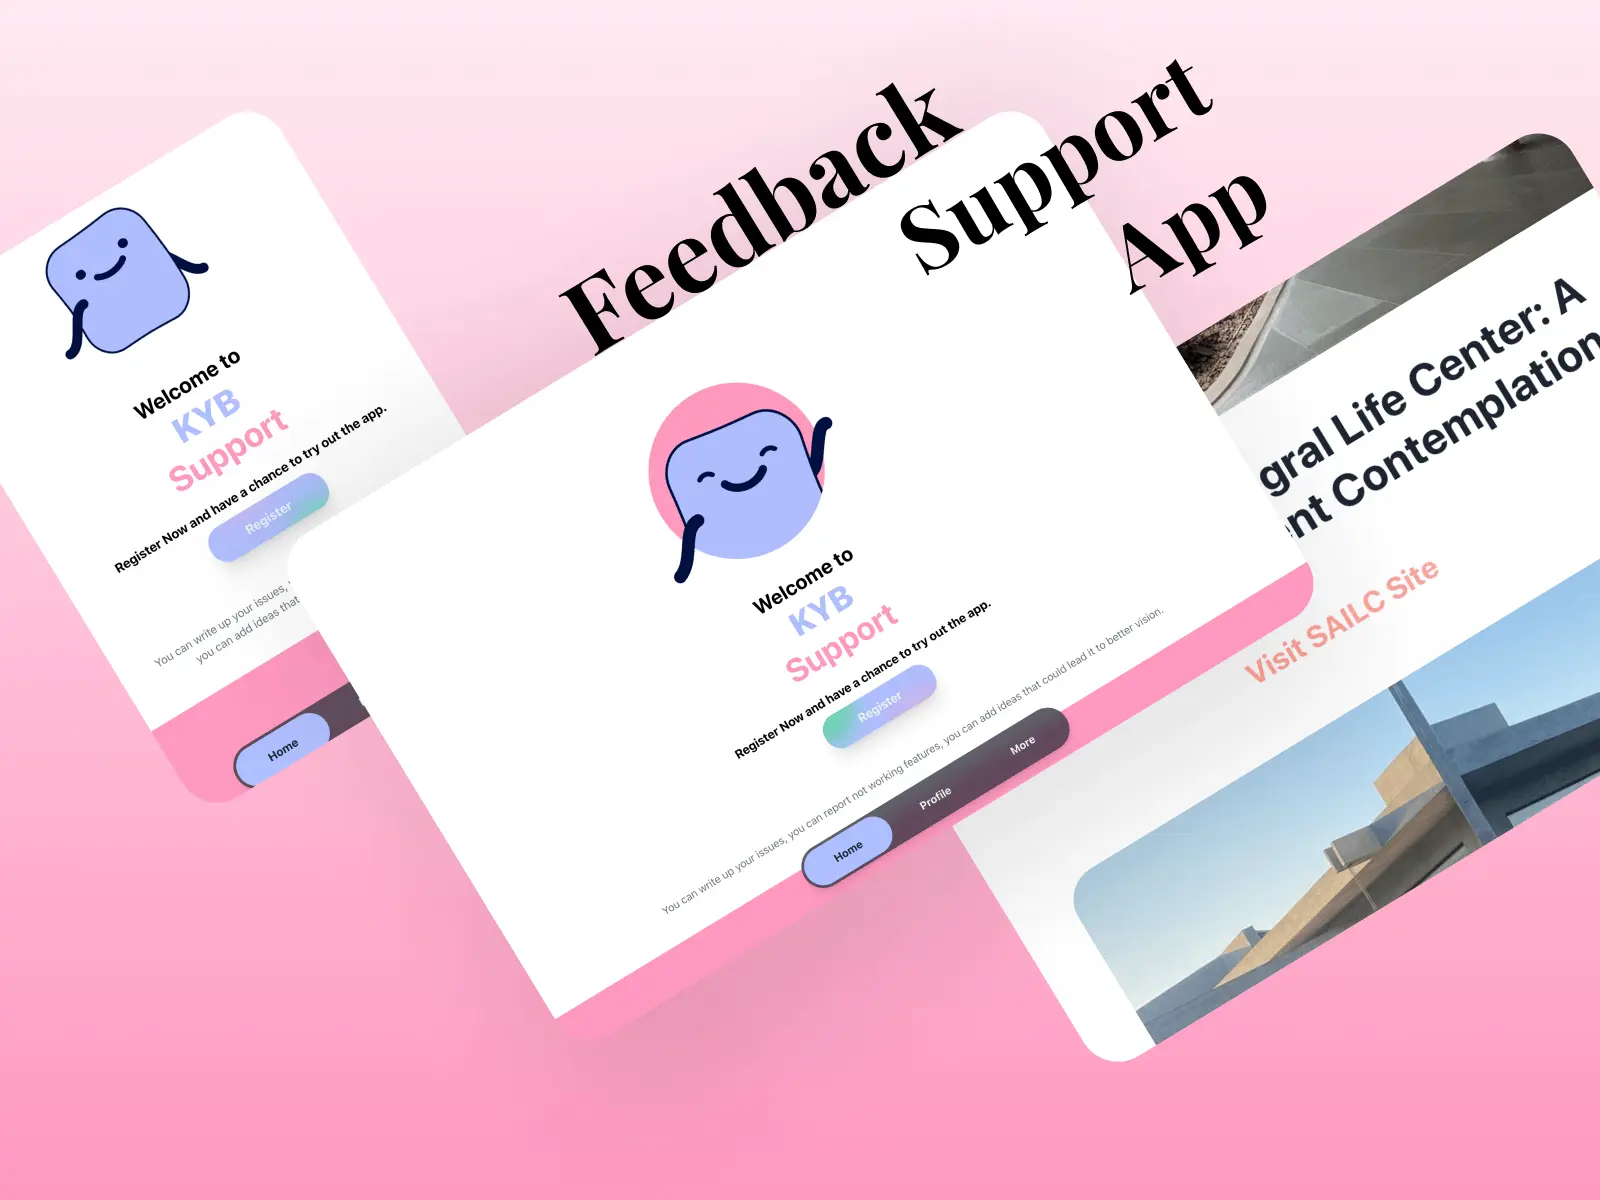 Feedback
Support
App
Welcome to
KYB
Support
Register Now and have a chance to try out the app.
Register
You can write up your issues,
you can add ideas that
Home
Welcome to
KYB
Support
Register Now and have a chance to try out the app.
Register
You can write up your issues, you can report not working features, you can add ideas that could lead it to better vision.
Home
Profile
More
gral Life Center: A
nt Contemplation
Visit SAILC Site